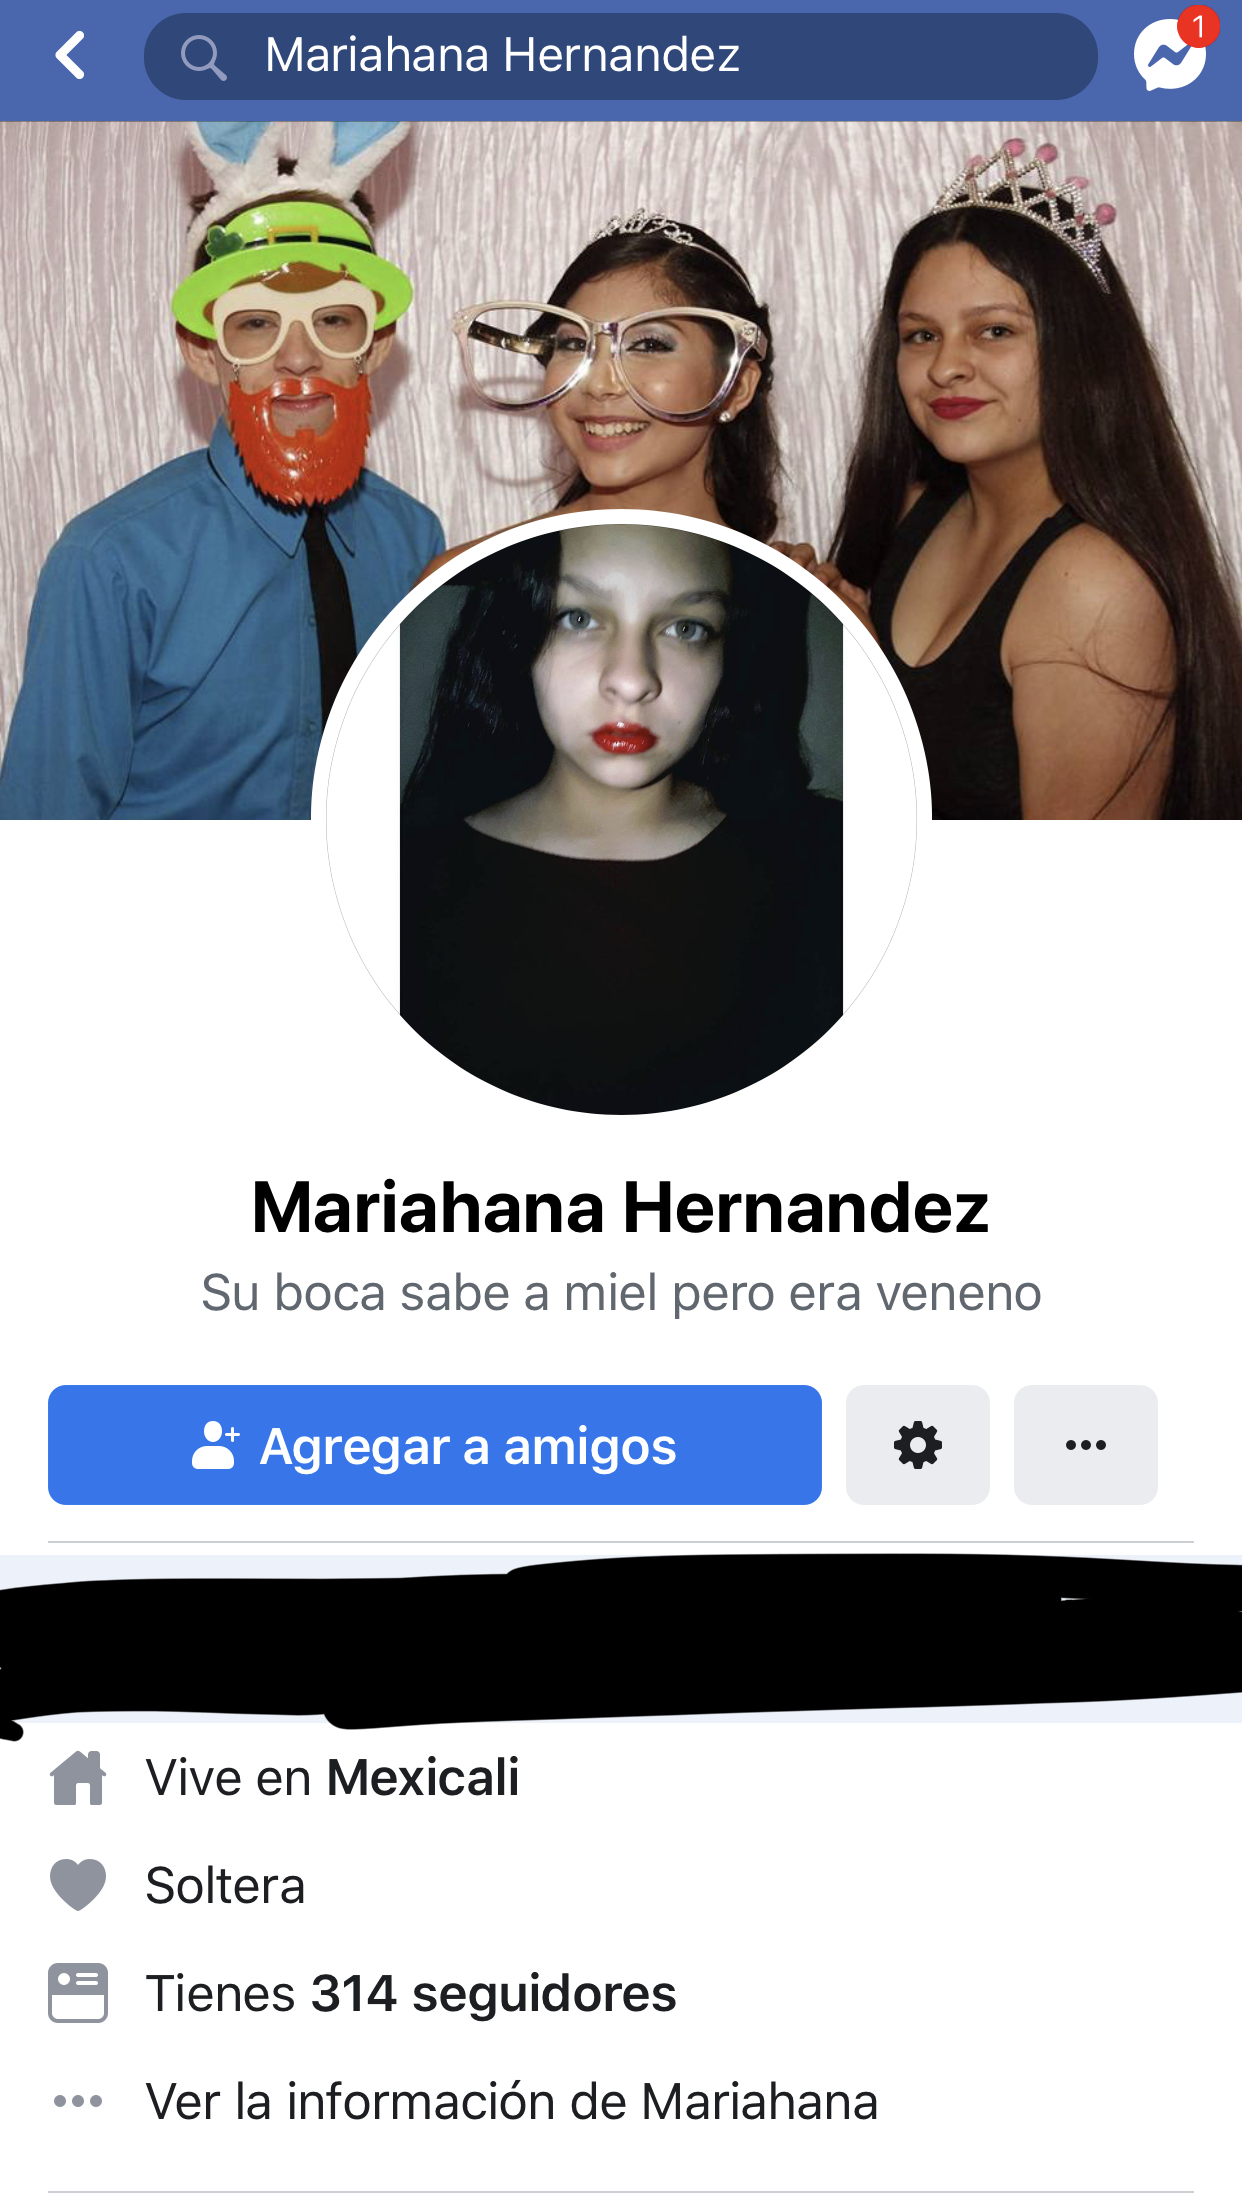 Mariahana Hernandez
1
Mariahana Hernandez
Su boca sabe a miel pero era veneno
Agregar a amigos
Vive en Mexicali
Soltera
Tienes 314 seguidores
Ver la información de Mariahana